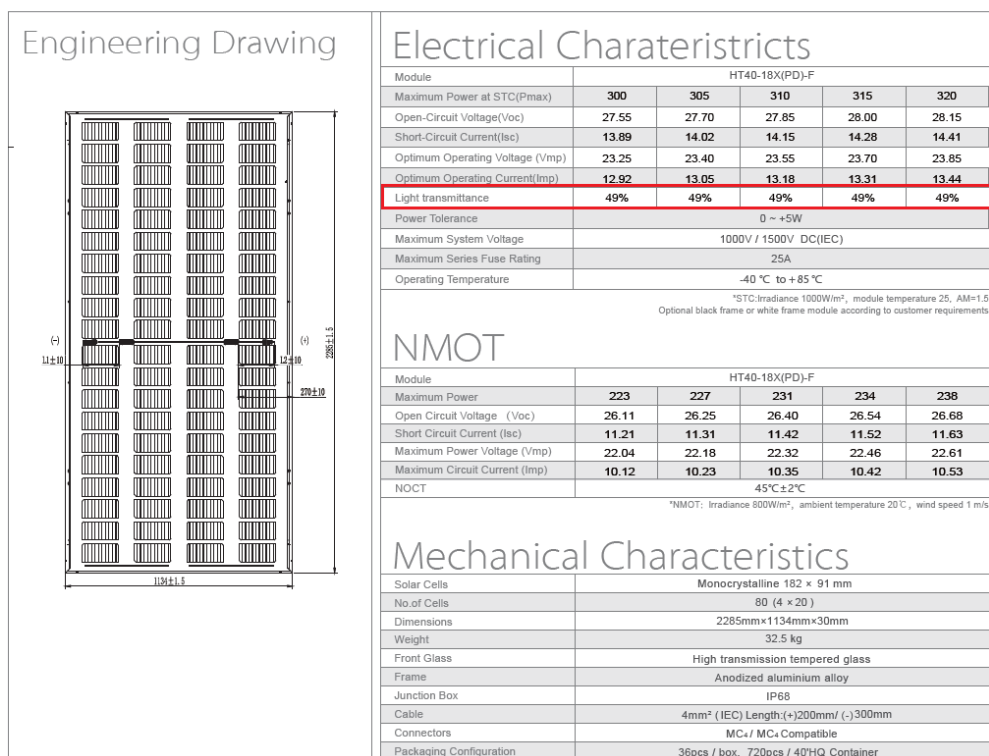 Engineering Drawing
(-)
(+)
1.1±10
1.2±10
270±10
2285±1.5
1134±1.5
Electrical Charateristricts
Module HT40-18X(PD)-F
Maximum Power at STC(Pmax) 300 305 310 315 320
Open-Circuit Voltage(Voc) 27.55 27.70 27.85 28.00 28.15
Short-Circuit Current(Isc) 13.89 14.02 14.15 14.28 14.41
Optimum Operating Voltage (Vmp) 23.25 23.40 23.55 23.70 23.85
Optimum Operating Current(Imp) 12.92 13.05 13.18 13.31 13.44
Light transmittance 49% 49% 49% 49% 49%
Power Tolerance 0 ~ +5W
Maximum System Voltage 1000V / 1500V DC(IEC)
Maximum Series Fuse Rating 25A
Operating Temperature -40 ℃ to +85 ℃
*STC:Irradiance 1000W/m², module temperature 25, AM=1.5
Optional black frame or white frame module according to customer requirements
NMOT
Module HT40-18X(PD)-F
Maximum Power 223 227 231 234 238
Open Circuit Voltage (Voc) 26.11 26.25 26.40 26.54 26.68
Short Circuit Current (Isc) 11.21 11.31 11.42 11.52 11.63
Maximum Power Voltage (Vmp) 22.04 22.18 22.32 22.46 22.61
Maximum Circuit Current (Imp) 10.12 10.23 10.35 10.42 10.53
NOCT 45℃±2℃
*NMOT: Irradiance 800W/m², ambient temperature 20℃, wind speed 1 m/s
Mechanical Characteristics
Solar Cells Monocrystalline 182 × 91 mm
No.of Cells 80 (4 ×20 )
Dimensions 2285mm×1134mm×30mm
Weight 32.5 kg
Front Glass High transmission tempered glass
Frame Anodized aluminium alloy
Junction Box IP68
Cable 4mm² ( IEC) Length:(+)200mm/ (-)300mm
Connectors MC4 / MC4 Compatible
Packaging Configuration 36pcs / box, 720pcs / 40'HQ Container